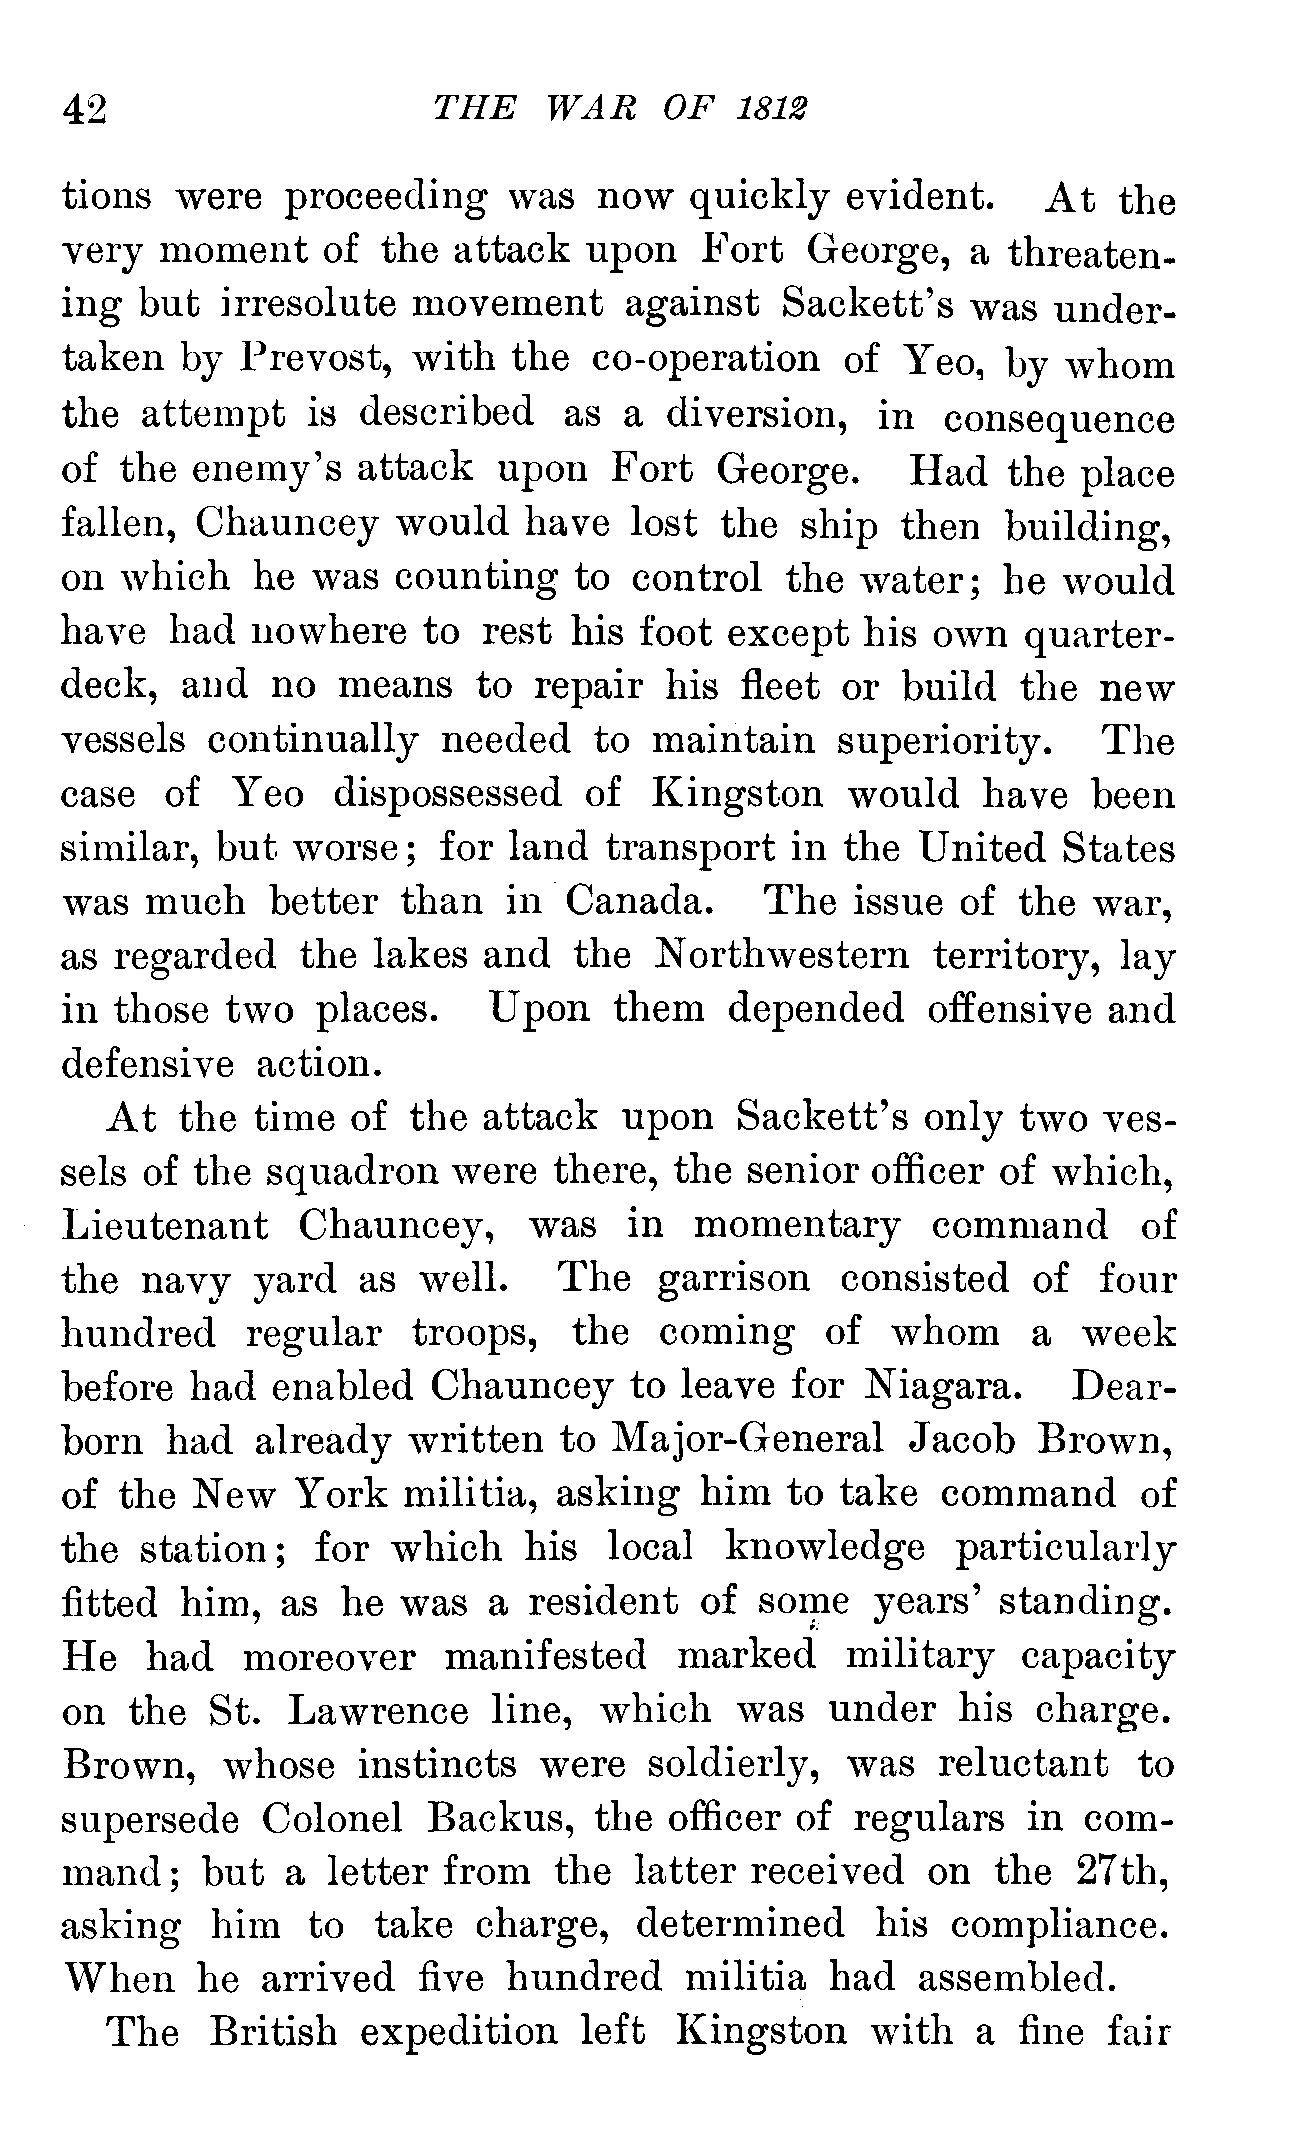 42 THE WAR OF 1812
tions were proceeding was now quickly evident. At the
very moment of the attack upon Fort George, a threaten-
ing but irresolute movement against Sackett's was under-
taken by Prevost, with the co-operation of Yeo, by whom
the attempt is described as a diversion, in consequence
of the enemy's attack upon Fort George. Had the place
fallen, Chauncey would have lost the ship then building,
on which he was counting to control the water; he would
have had nowhere to rest his foot except his own quarter-
deck, and no means to repair his fleet or build the new
vessels continually needed to maintain superiority. The
case of Yeo dispossessed of Kingston would have been
similar, but worse; for land transport in the United States
was much better than in Canada. The issue of the war,
as regarded the lakes and the Northwestern territory, lay
in those two places. Upon them depended offensive and
defensive action.
At the time of the attack upon Sackett's only two ves-
sels of the squadron were there, the senior officer of which,
Lieutenant Chauncey, was in momentary command of
the navy yard as well. The garrison consisted of four
hundred regular troops, the coming of whom a week
before had enabled Chauncey to leave for Niagara. Dear-
born had already written to Major-General Jacob Brown,
of the New York militia, asking him to take command of
the station; for which his local knowledge particularly
fitted him, as he was a resident of some years' standing.
He had moreover manifested marked military capacity
on the St. Lawrence line, which was under his charge.
Brown, whose instincts were soldierly, was reluctant to
supersede Colonel Backus, the officer of regulars in com-
mand; but a letter from the latter received on the 27th,
asking him to take charge, determined his compliance.
When he arrived five hundred militia had assembled.
The British expedition left Kingston with a fine fair